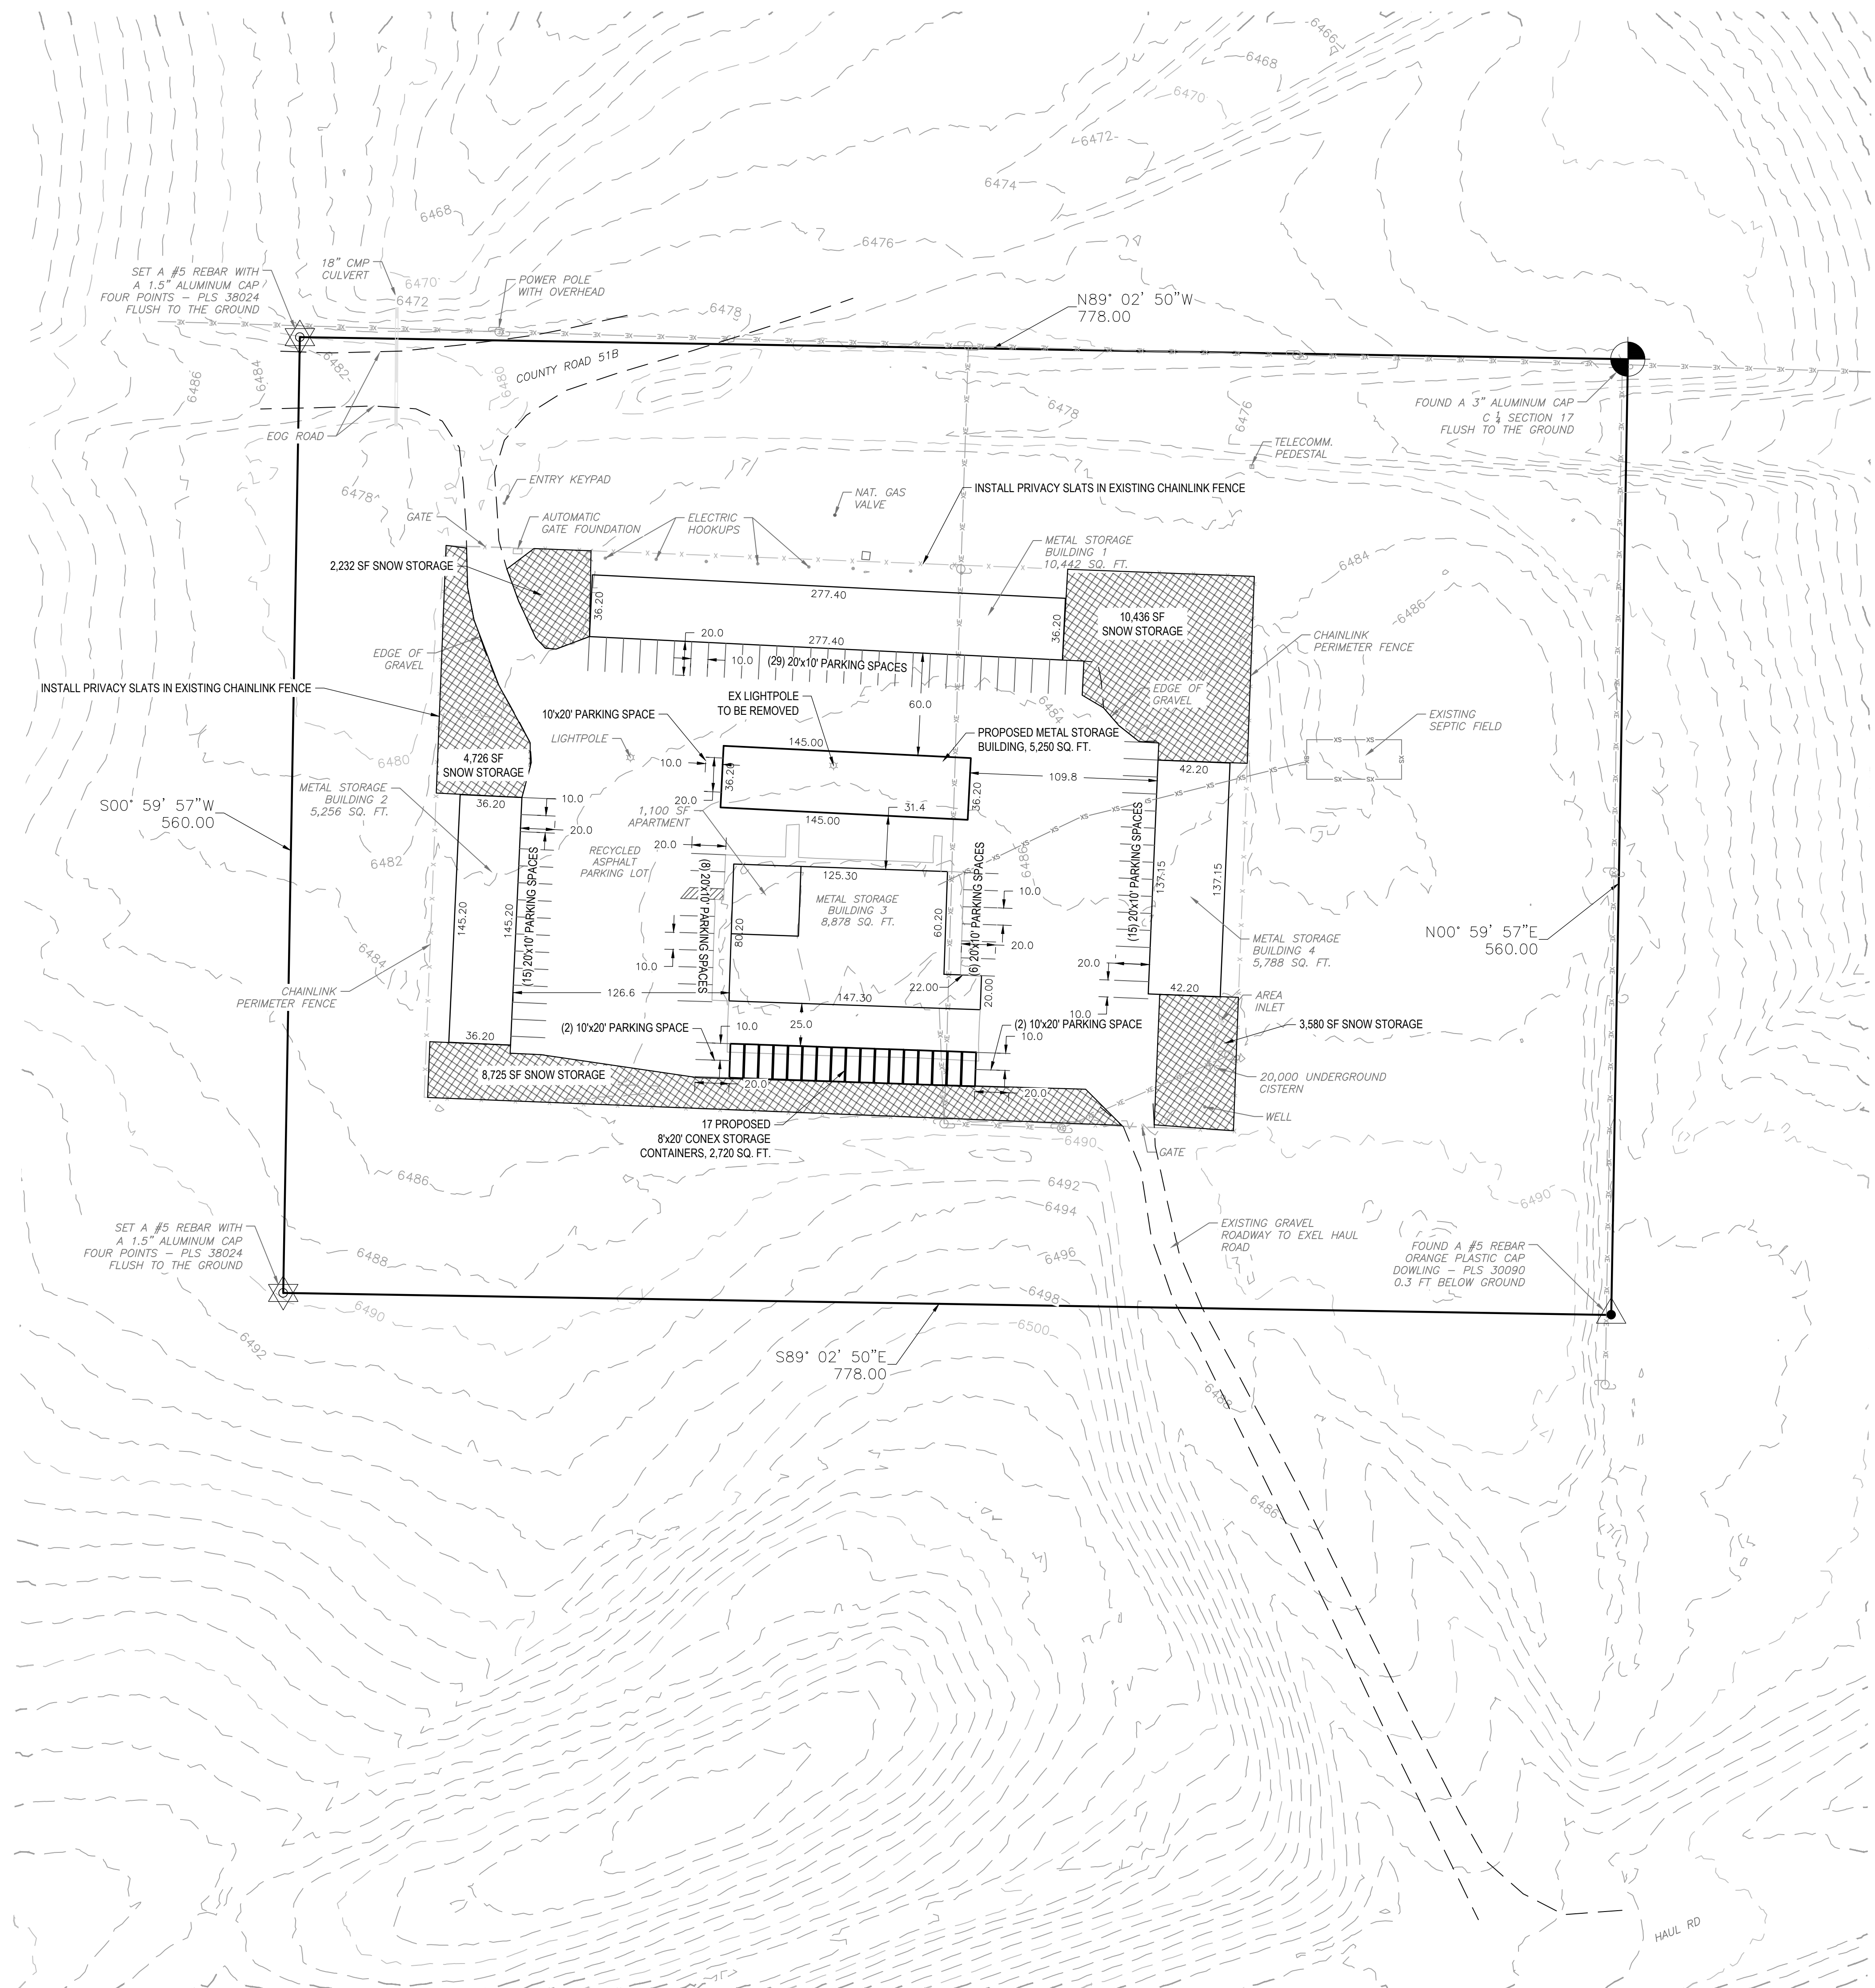 6466
6468
6470
6472
6474
6468
6476
18" CMP
CULVERT
SET A #5 REBAR WITH
A 1.5" ALUMINUM CAP
FOUR POINTS – PLS 38024
FLUSH TO THE GROUND
6470
6472
POWER POLE
WITH OVERHEAD
6478
N89° 02' 50"W
778.00
COUNTY ROAD 51B
6482
6484
6486
6480
6478
6476
FOUND A 3" ALUMINUM CAP
C ¼ SECTION 17
FLUSH TO THE GROUND
EOG ROAD
TELECOMM.
PEDESTAL
ENTRY KEYPAD
6478
NAT. GAS
VALVE
INSTALL PRIVACY SLATS IN EXISTING CHAINLINK FENCE
GATE
AUTOMATIC
GATE FOUNDATION
ELECTRIC
HOOKUPS
METAL STORAGE
BUILDING 1
10,442 SQ. FT.
6484
2,232 SF SNOW STORAGE
36.20
277.40
36.20
10,436 SF
SNOW STORAGE
6486
20.0
277.40
CHAINLINK
PERIMETER FENCE
EDGE OF
GRAVEL
10.0
(29) 20'x10' PARKING SPACES
INSTALL PRIVACY SLATS IN EXISTING CHAINLINK FENCE
EX LIGHTPOLE
TO BE REMOVED
60.0
6484
EDGE OF
GRAVEL
10'x20' PARKING SPACE
EXISTING
SEPTIC FIELD
LIGHTPOLE
145.00
PROPOSED METAL STORAGE
BUILDING, 5,250 SQ. FT.
6480
4,726 SF
SNOW STORAGE
10.0
36.20
42.20
109.8
36.20
METAL STORAGE
BUILDING 2
5,256 SQ. FT.
36.20
10.0
20.0
31.4
S00° 59' 57"W
560.00
1,100 SF
APARTMENT
145.00
20.0
20.0
6482
RECYCLED
ASPHALT
PARKING LOT
6486
(15) 20'x10' PARKING SPACES
(8) 20'x10' PARKING SPACES
125.30
(6) 20'x10' PARKING SPACES
(15) 20'x10' PARKING SPACES
137.15
137.15
10.0
METAL STORAGE
BUILDING 3
8,878 SQ. FT.
145.20
145.20
80.20
60.20
20.0
N00° 59' 57"E
560.00
METAL STORAGE
BUILDING 4
5,788 SQ. FT.
6484
10.0
20.0
CHAINLINK
PERIMETER FENCE
126.6
147.30
22.00
20.00
42.20
10.0
AREA
INLET
(2) 10'x20' PARKING SPACE
10.0
25.0
(2) 10'x20' PARKING SPACE
10.0
3,580 SF SNOW STORAGE
36.20
8,725 SF SNOW STORAGE
20.0
20.0
20,000 UNDERGROUND
CISTERN
WELL
17 PROPOSED
8'x20' CONEX STORAGE
CONTAINERS, 2,720 SQ. FT.
6490
GATE
6486
6492
6490
6494
SET A #5 REBAR WITH
A 1.5" ALUMINUM CAP
FOUR POINTS – PLS 38024
FLUSH TO THE GROUND
EXISTING GRAVEL
ROADWAY TO EXEL HAUL
ROAD
6488
6496
FOUND A #5 REBAR
ORANGE PLASTIC CAP
DOWLING – PLS 30090
0.3 FT BELOW GROUND
6490
6498
6492
6500
S89° 02' 50"E
778.00
6488
6486
HAUL RD